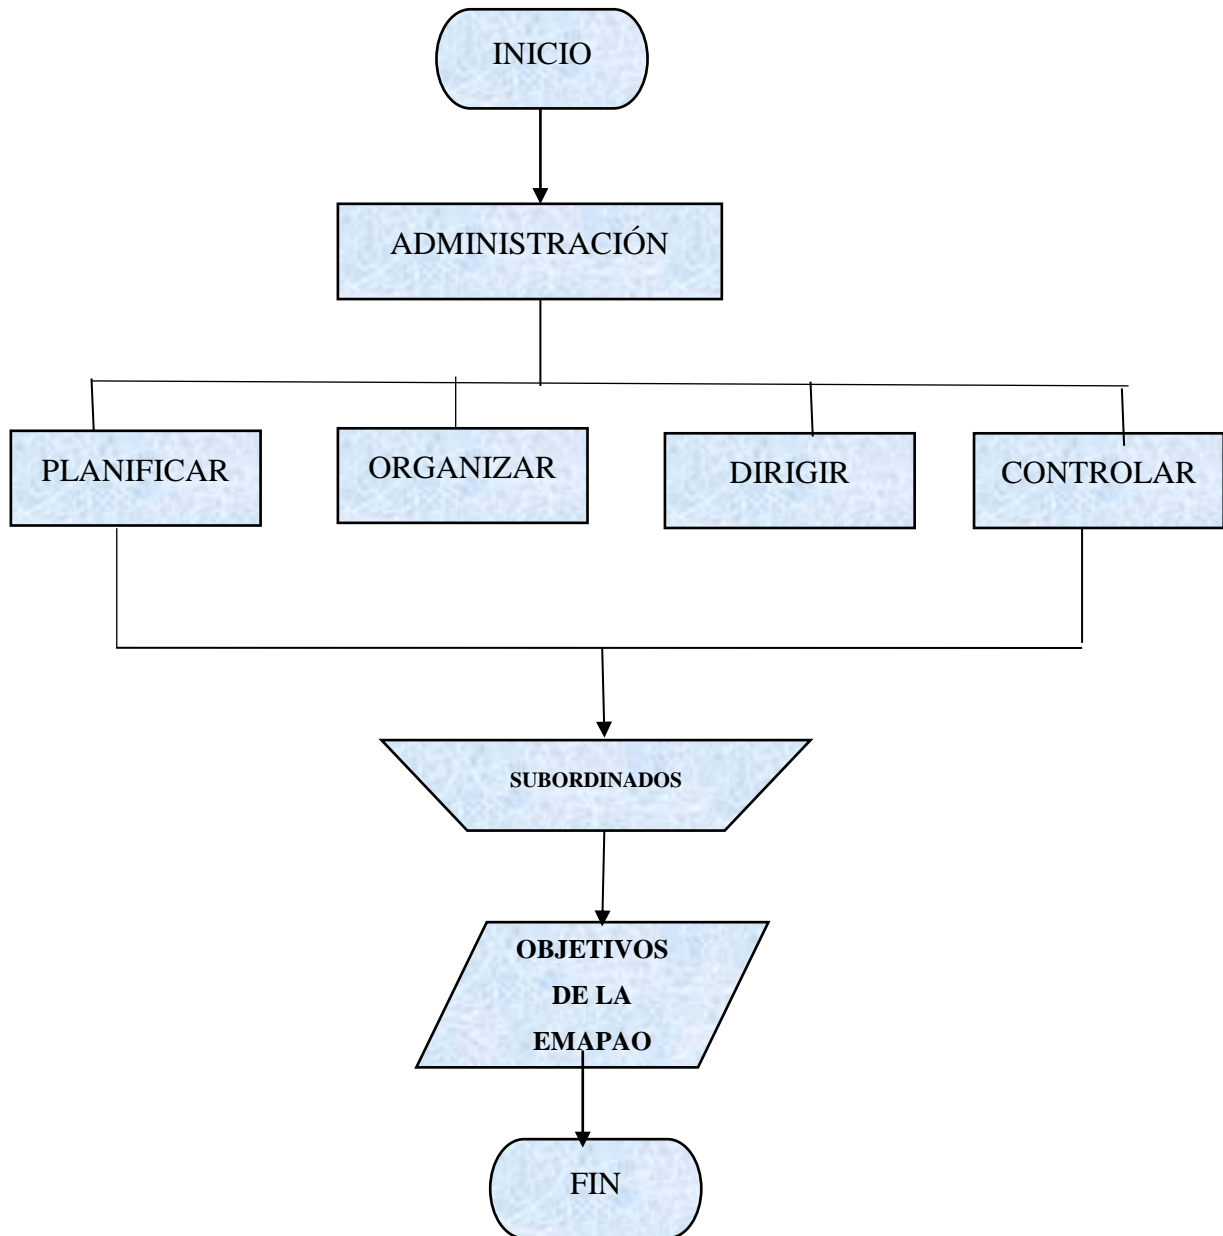 INICIO
ADMINISTRACIÓN
PLANIFICAR
ORGANIZAR
DIRIGIR
CONTROLAR
SUBORDINADOS
OBJETIVOS
DE LA
EMAPAO
FIN